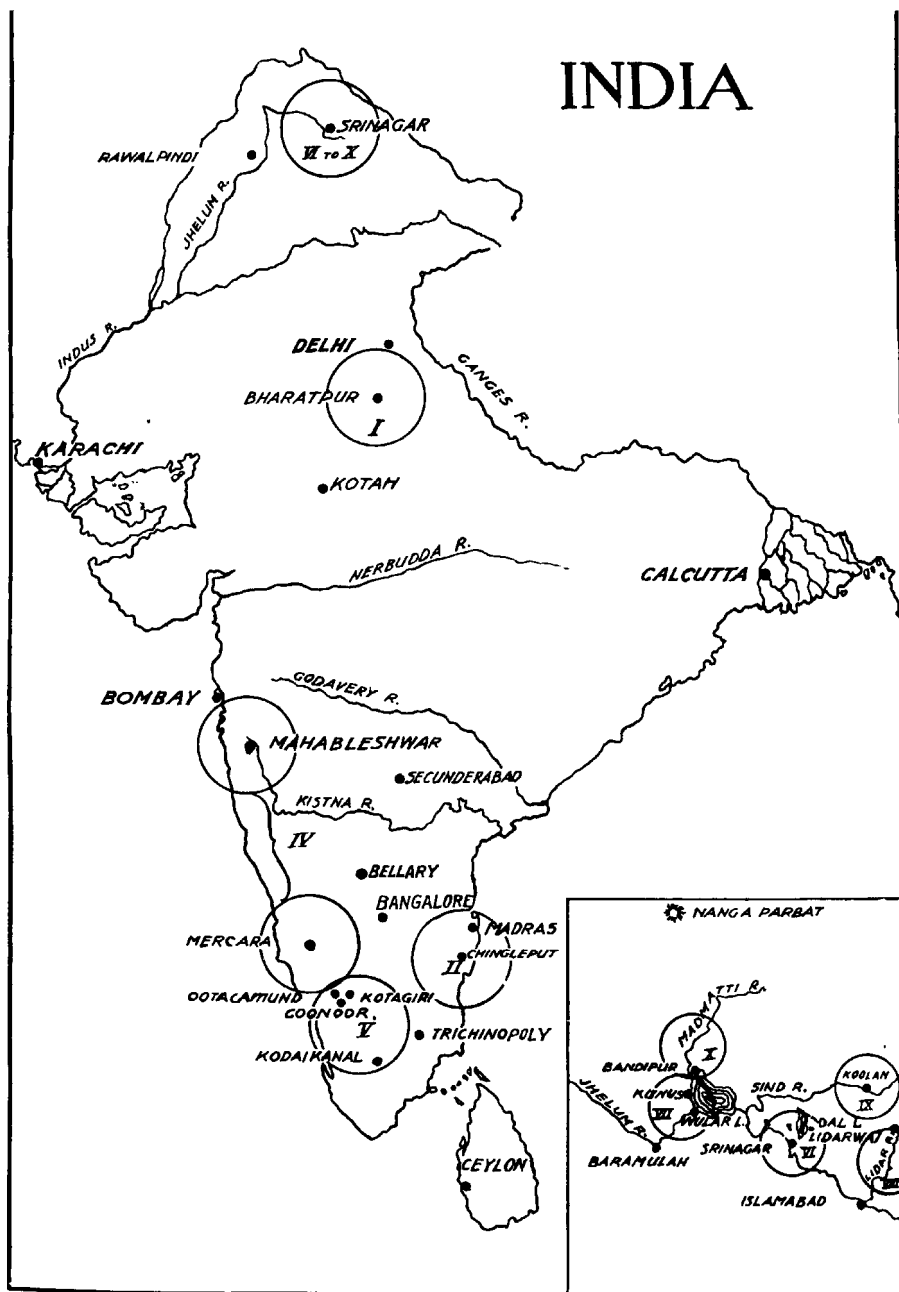 INDIA
SRINAGAR
VI TO X
RAWALPINDI
JHELUM R.
INDUS R.
DELHI
BHARATPUR
I
GANGES R.
KARACHI
KOTAH
NERBUDDA R.
CALCUTTA
BOMBAY
GODAVERY R.
MAHABLESHWAR
SECUNDERABAD
KISTNA R.
IV
BELLARY
BANGALORE
MADRAS
MERCARA
II
CHINGLEPUT
OOTACAMUND
KOTAGIRI
COONOOR.
V
TRICHINOPOLY
KODAIKANAL
CEYLON
NANGA PARBAT
MADMATTI R.
X
BANDIPUR
KOOLAN
IX
SIND R.
KUNUS
VII
WULAR L.
JHELUM R.
DAL L.
LIDARWAT
SRINAGAR
VI
LIDAR R.
BARAMULAH
ISLAMABAD